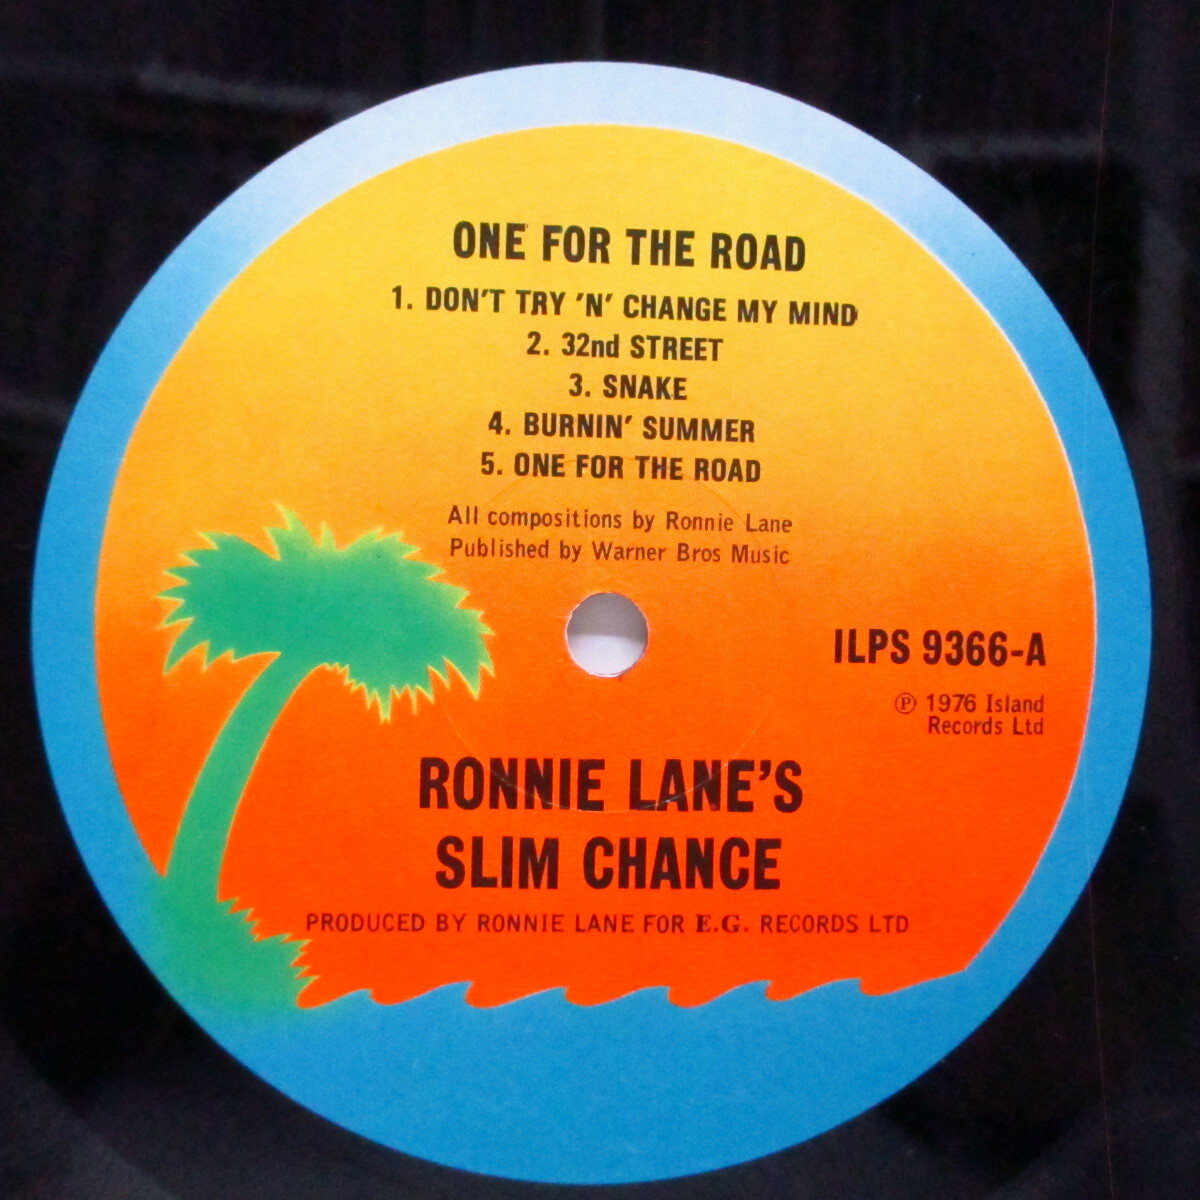 ONE FOR THE ROAD
1. DON'T TRY 'N' CHANGE MY MIND
2. 32nd STREET
3. SNAKE
4. BURNIN' SUMMER
5. ONE FOR THE ROAD
All compositions by Ronnie Lane
Published by Warner Bros Music
ILPS 9366-A
℗ 1976 Island
Records Ltd
RONNIE LANE'S
SLIM CHANCE
PRODUCED BY RONNIE LANE FOR E.G. RECORDS LTD